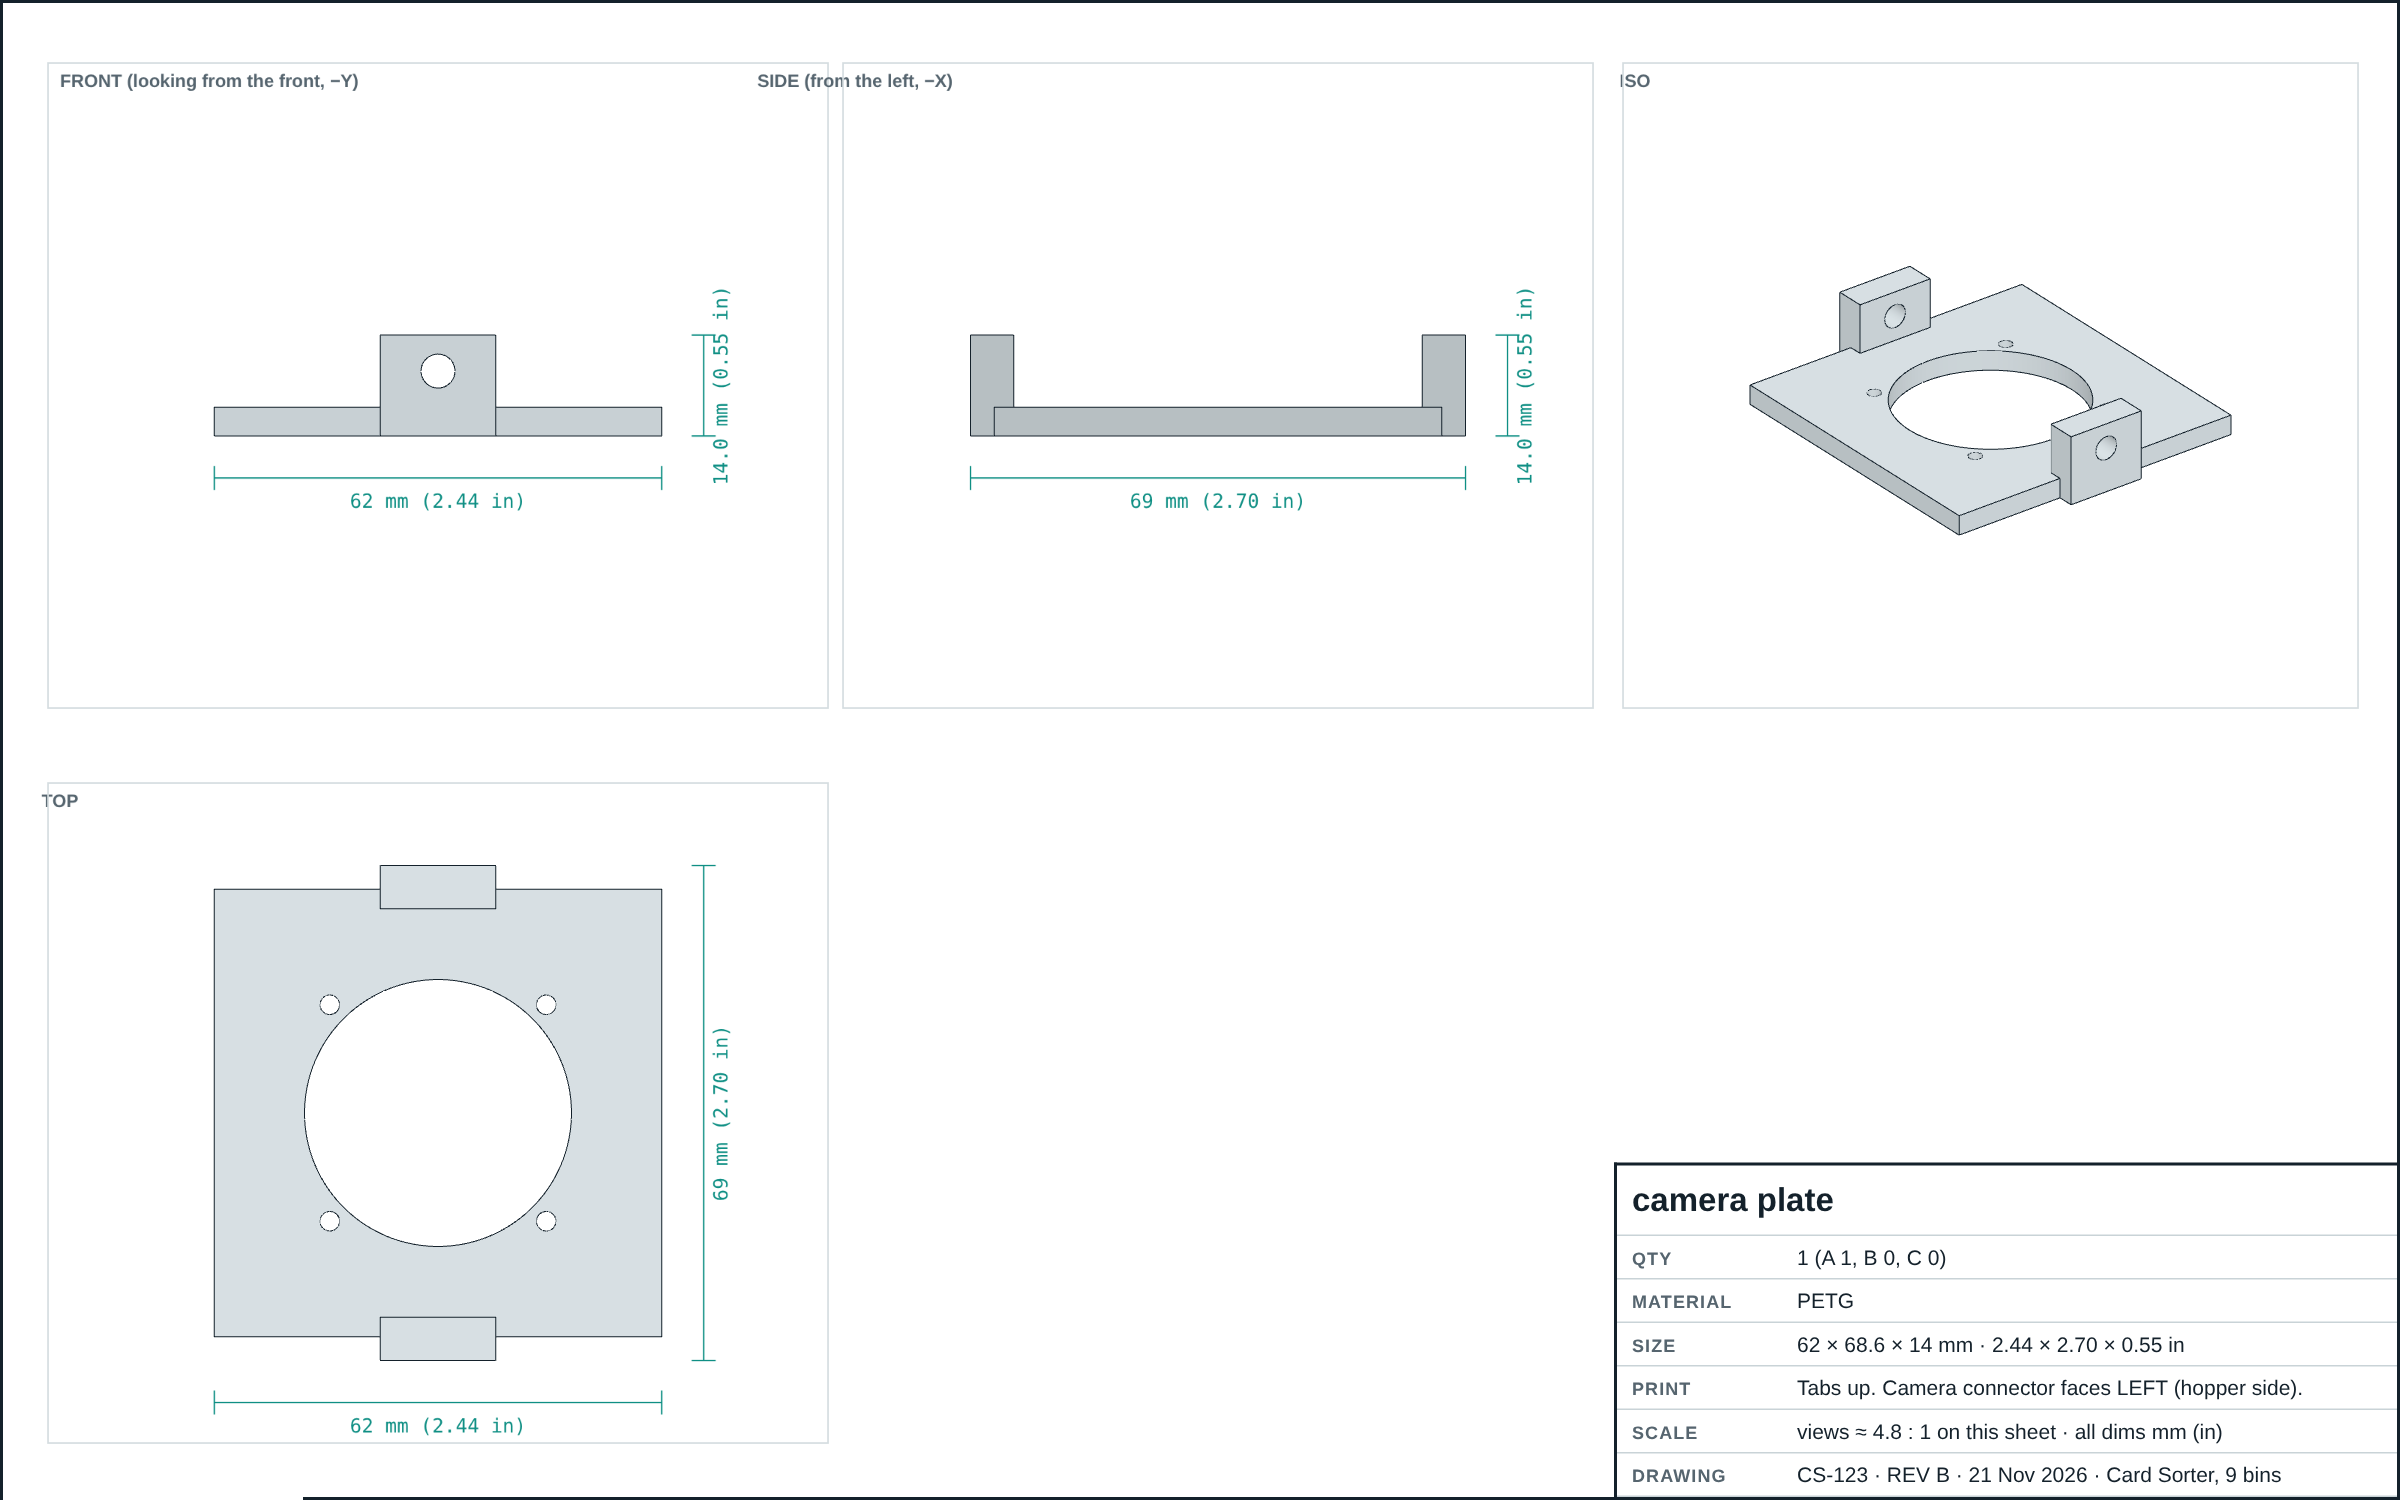 FRONT (looking from the front, −Y)
SIDE (from the left, −X)
ISO
14.0 mm (0.55 in)
14.0 mm (0.55 in)
62 mm (2.44 in)
69 mm (2.70 in)
TOP
69 mm (2.70 in)
62 mm (2.44 in)
camera plate
QTY 1 (A 1, B 0, C 0)
MATERIAL PETG
SIZE 62 × 68.6 × 14 mm · 2.44 × 2.70 × 0.55 in
PRINT Tabs up. Camera connector faces LEFT (hopper side).
SCALE views ≈ 4.8 : 1 on this sheet · all dims mm (in)
DRAWING CS-123 · REV B · 21 Nov 2026 · Card Sorter, 9 bins